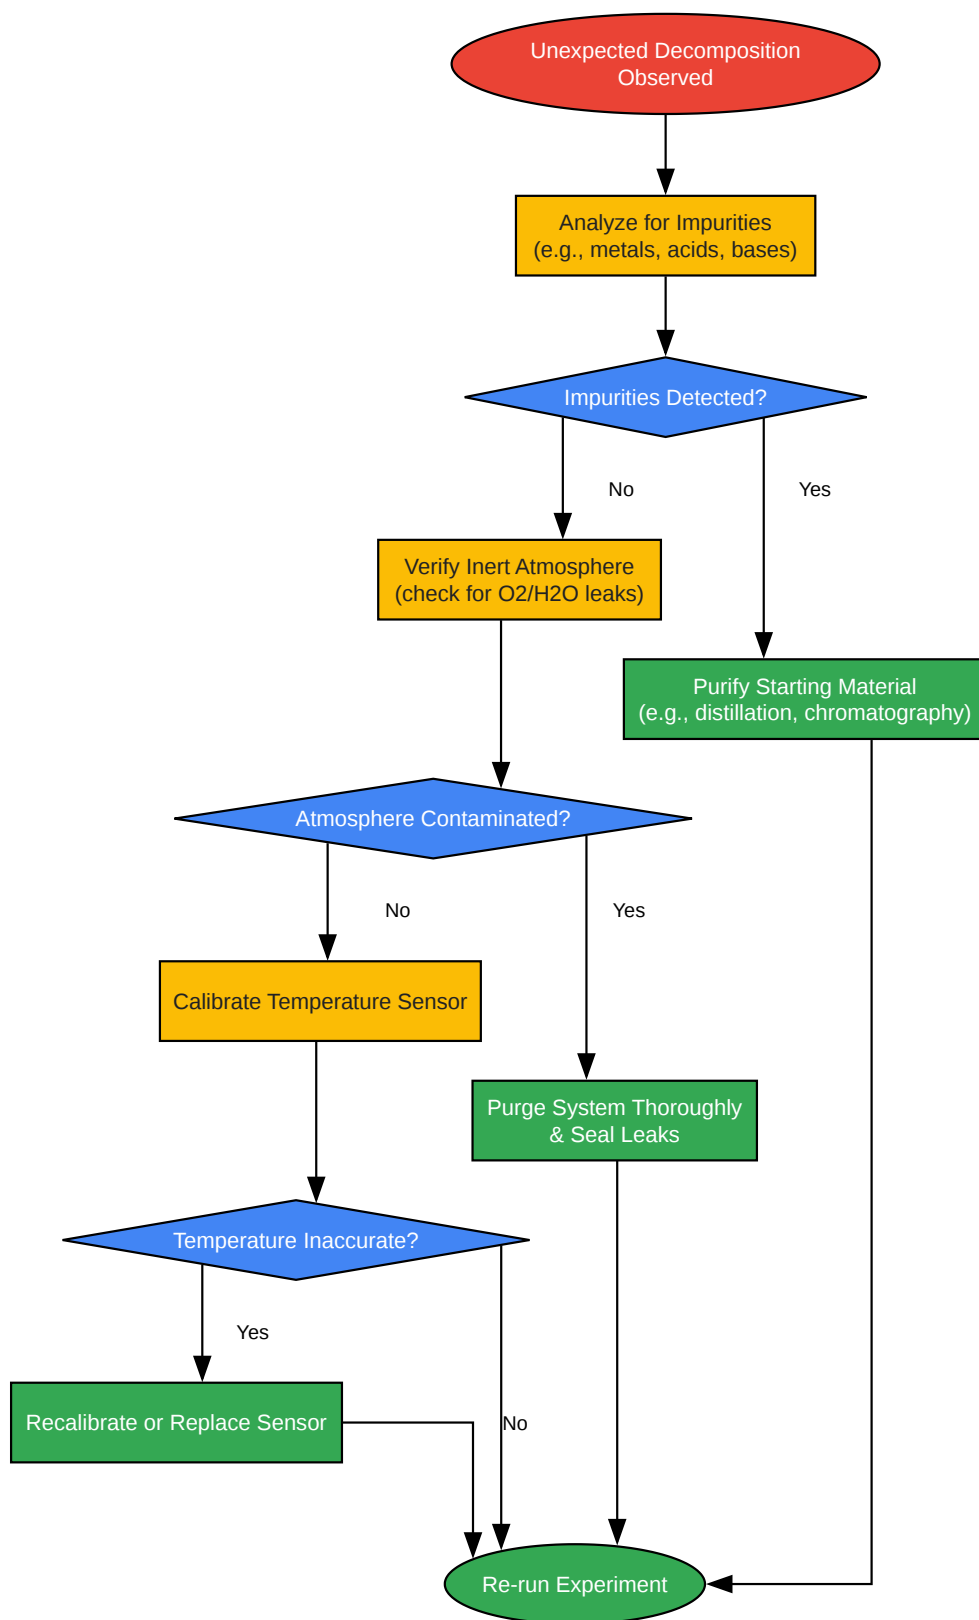 Unexpected Decomposition
Observed
Analyze for Impurities
(e.g., metals, acids, bases)
Impurities Detected?
No
Yes
Verify Inert Atmosphere
(check for O2/H2O leaks)
Purify Starting Material
(e.g., distillation, chromatography)
Atmosphere Contaminated?
No
Yes
Calibrate Temperature Sensor
Purge System Thoroughly
& Seal Leaks
Temperature Inaccurate?
Yes
Recalibrate or Replace Sensor
No
Re-run Experiment